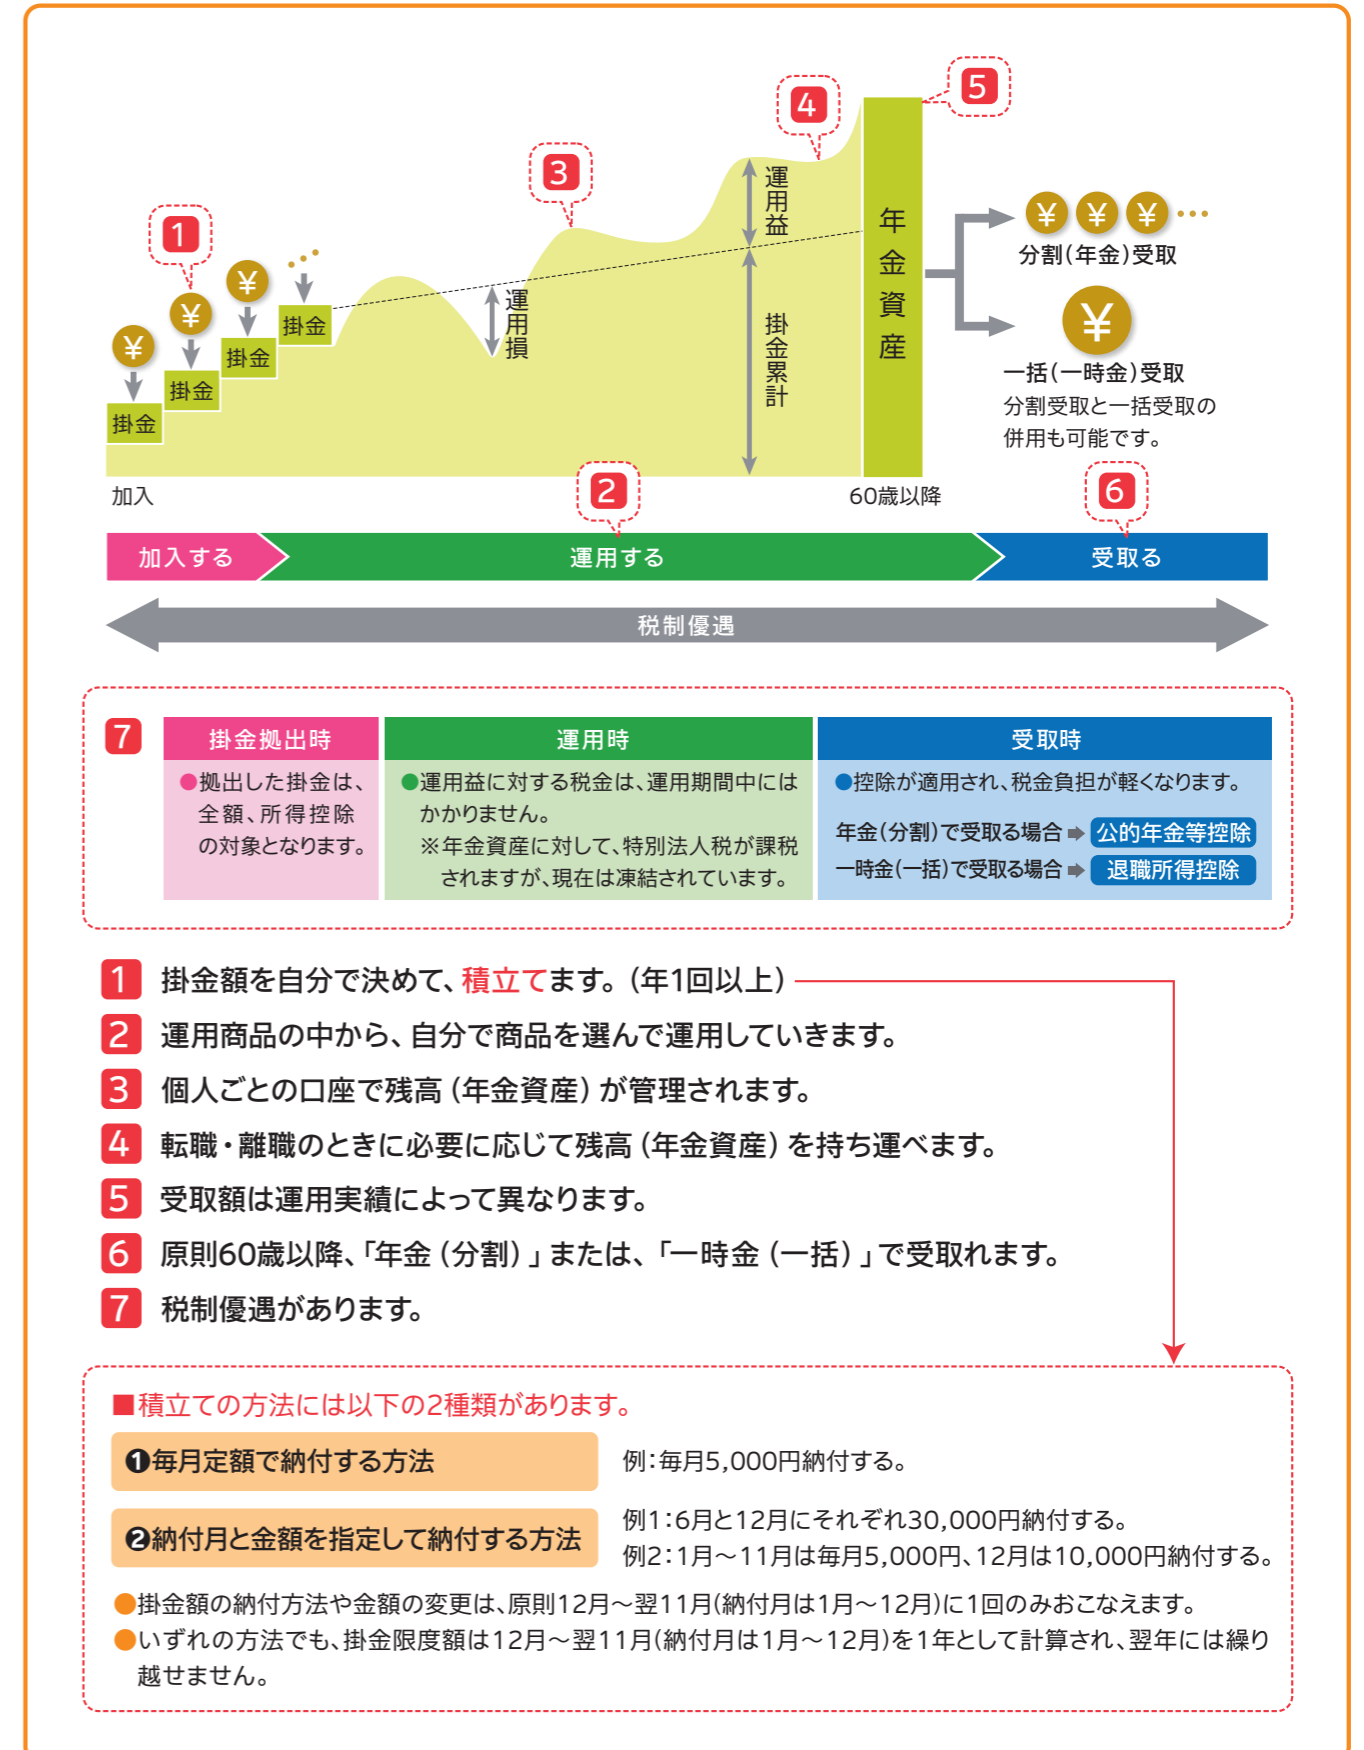 1
3
4
5
¥
¥
¥
掛金
掛金
掛金
掛金
運用損
運用益
掛金累計
年金資産
¥ ¥ ¥
分割(年金)受取
¥
一括(一時金)受取
分割受取と一括受取の
併用も可能です。
加入
2
60歳以降
6
加入する
運用する
受取る
税制優遇
7
掛金拠出時
●拠出した掛金は、
全額、所得控除
の対象となります。
運用時
●運用益に対する税金は、運用期間中には
かかりません。
※年金資産に対して、特別法人税が課税
されますが、現在は凍結されています。
受取時
●控除が適用され、税金負担が軽くなります。
年金(分割)で受取る場合 ➡ 公的年金等控除
一時金(一括)で受取る場合 ➡ 退職所得控除
1 掛金額を自分で決めて、積立てます。(年1回以上)
2 運用商品の中から、自分で商品を選んで運用していきます。
3 個人ごとの口座で残高(年金資産)が管理されます。
4 転職・離職のときに必要に応じて残高(年金資産)を持ち運べます。
5 受取額は運用実績によって異なります。
6 原則60歳以降、「年金(分割)」または、「一時金(一括)」で受取れます。
7 税制優遇があります。
■積立ての方法には以下の2種類があります。
❶毎月定額で納付する方法
例：毎月5,000円納付する。
❷納付月と金額を指定して納付する方法
例1：6月と12月にそれぞれ30,000円納付する。
例2：1月～11月は毎月5,000円、12月は10,000円納付する。
●掛金額の納付方法や金額の変更は、原則12月～翌11月(納付月は1月～12月)に1回のみおこなえます。
●いずれの方法でも、掛金限度額は12月～翌11月(納付月は1月～12月)を1年として計算され、翌年には繰り
越せません。